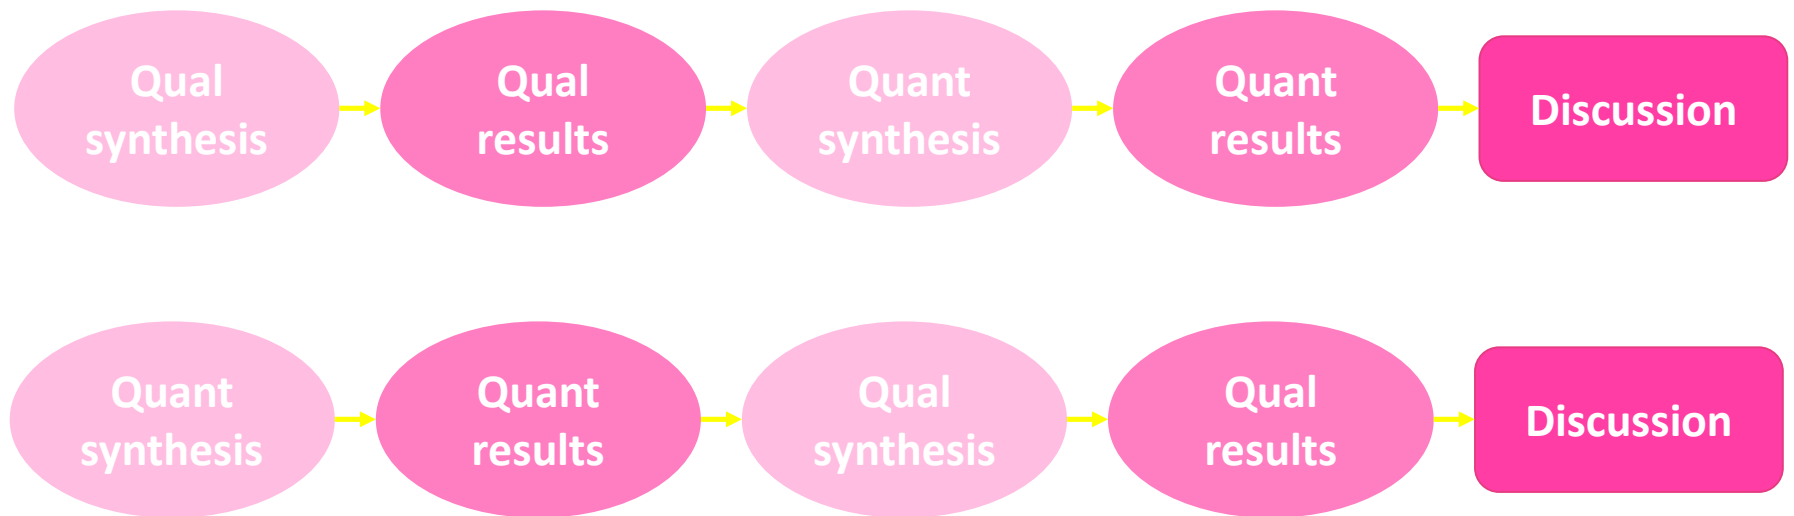 Qual
synthesis
Qual
results
Quant
synthesis
Quant
results
Discussion
Quant
synthesis
Quant
results
Qual
synthesis
Qual
results
Discussion